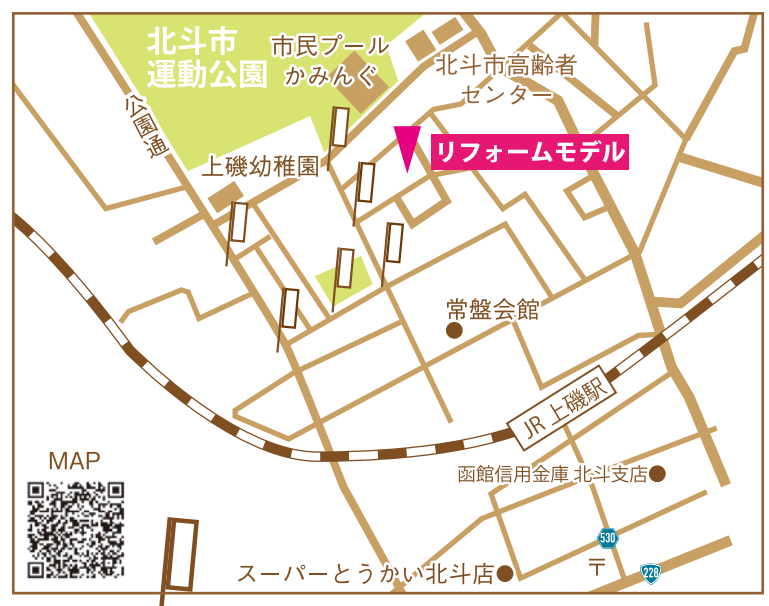 北斗市
運動公園
市民プール
かみんぐ
北斗市高齢者
センター
公園通
リフォームモデル
上磯幼稚園
常盤会館
JR 上磯駅
MAP
函館信用金庫 北斗支店
530
〒
228
スーパーとうかい北斗店